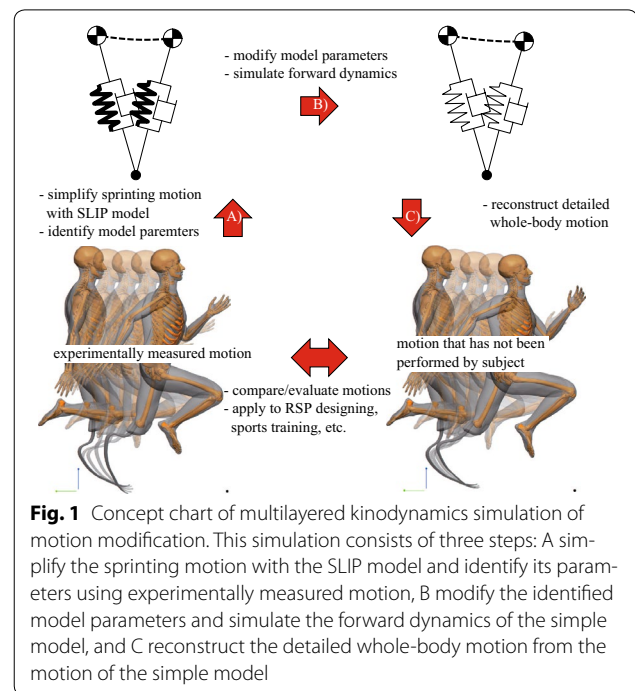 - modify model parameters
- simulate forward dynamics
B)
- simplify sprinting motion
with SLIP model
- identify model paremters
A)
C)
- reconstruct detailed
whole-body motion
experimentally measured motion
motion that has not been
performed by subject
- compare/evaluate motions
- apply to RSP designing,
sports training, etc.
Fig. 1 Concept chart of multilayered kinodynamics simulation of
motion modification. This simulation consists of three steps: A sim-
plify the sprinting motion with the SLIP model and identify its param-
eters using experimentally measured motion, B modify the identified
model parameters and simulate the forward dynamics of the simple
model, and C reconstruct the detailed whole-body motion from the
motion of the simple model